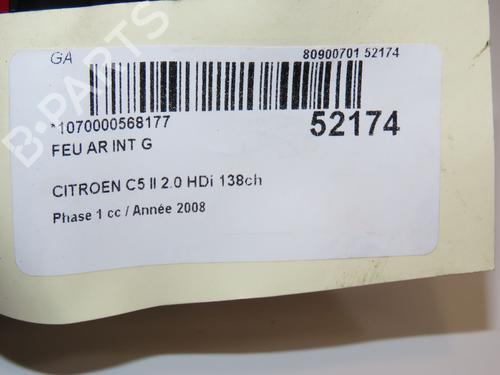 GA 80900701 52174
*1070000568177 52174
FEU AR INT G
CITROEN C5 II 2.0 HDi 138ch
Phase 1 cc / Année 2008
B-PARTS